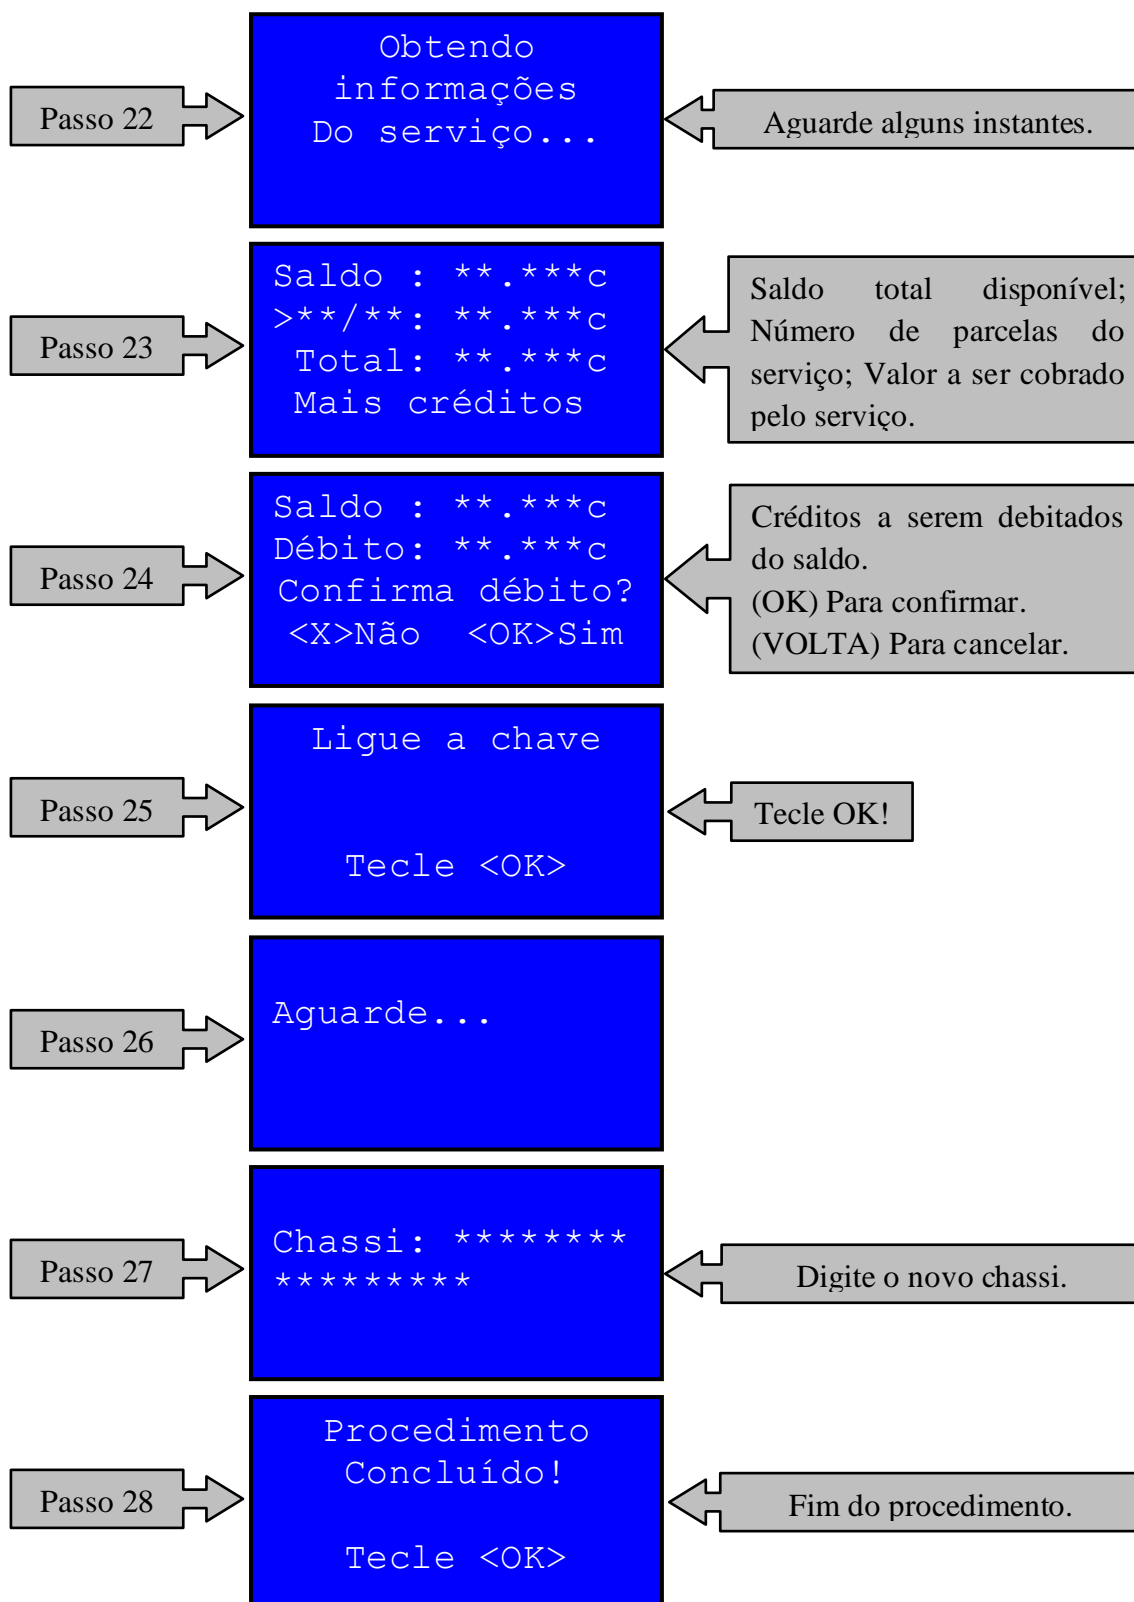 Passo 22
Obtendo
informações
Do serviço...
Aguarde alguns instantes.
Passo 23
Saldo : **.***c
>**/**: **.***c
Total: **.***c
Mais créditos
Saldo total disponível;
Número de parcelas do
serviço; Valor a ser cobrado
pelo serviço.
Passo 24
Saldo : **.***c
Débito: **.***c
Confirma débito?
<X>Não <OK>Sim
Créditos a serem debitados
do saldo.
(OK) Para confirmar.
(VOLTA) Para cancelar.
Passo 25
Ligue a chave
Tecle <OK>
Tecle OK!
Passo 26
Aguarde...
Passo 27
Chassi: ********
*********
Digite o novo chassi.
Passo 28
Procedimento
Concluído!
Tecle <OK>
Fim do procedimento.